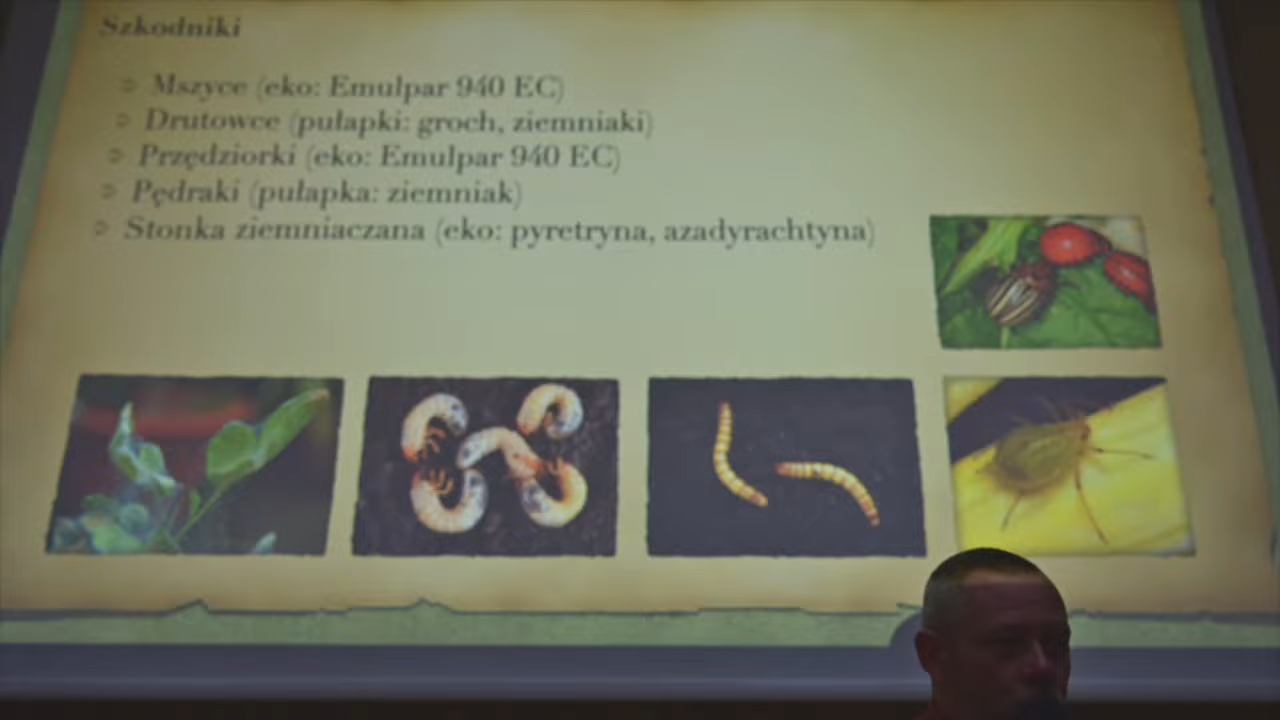 Szkodniki
Mszyce (eko: Emulpar 940 EC)
Drutowce (pułapki: groch, ziemniaki)
Przędziorki (eko: Emulpar 940 EC)
Pędraki (pułapka: ziemniak)
Stonka ziemniaczana (eko: pyretryna, azadyrachtyna)